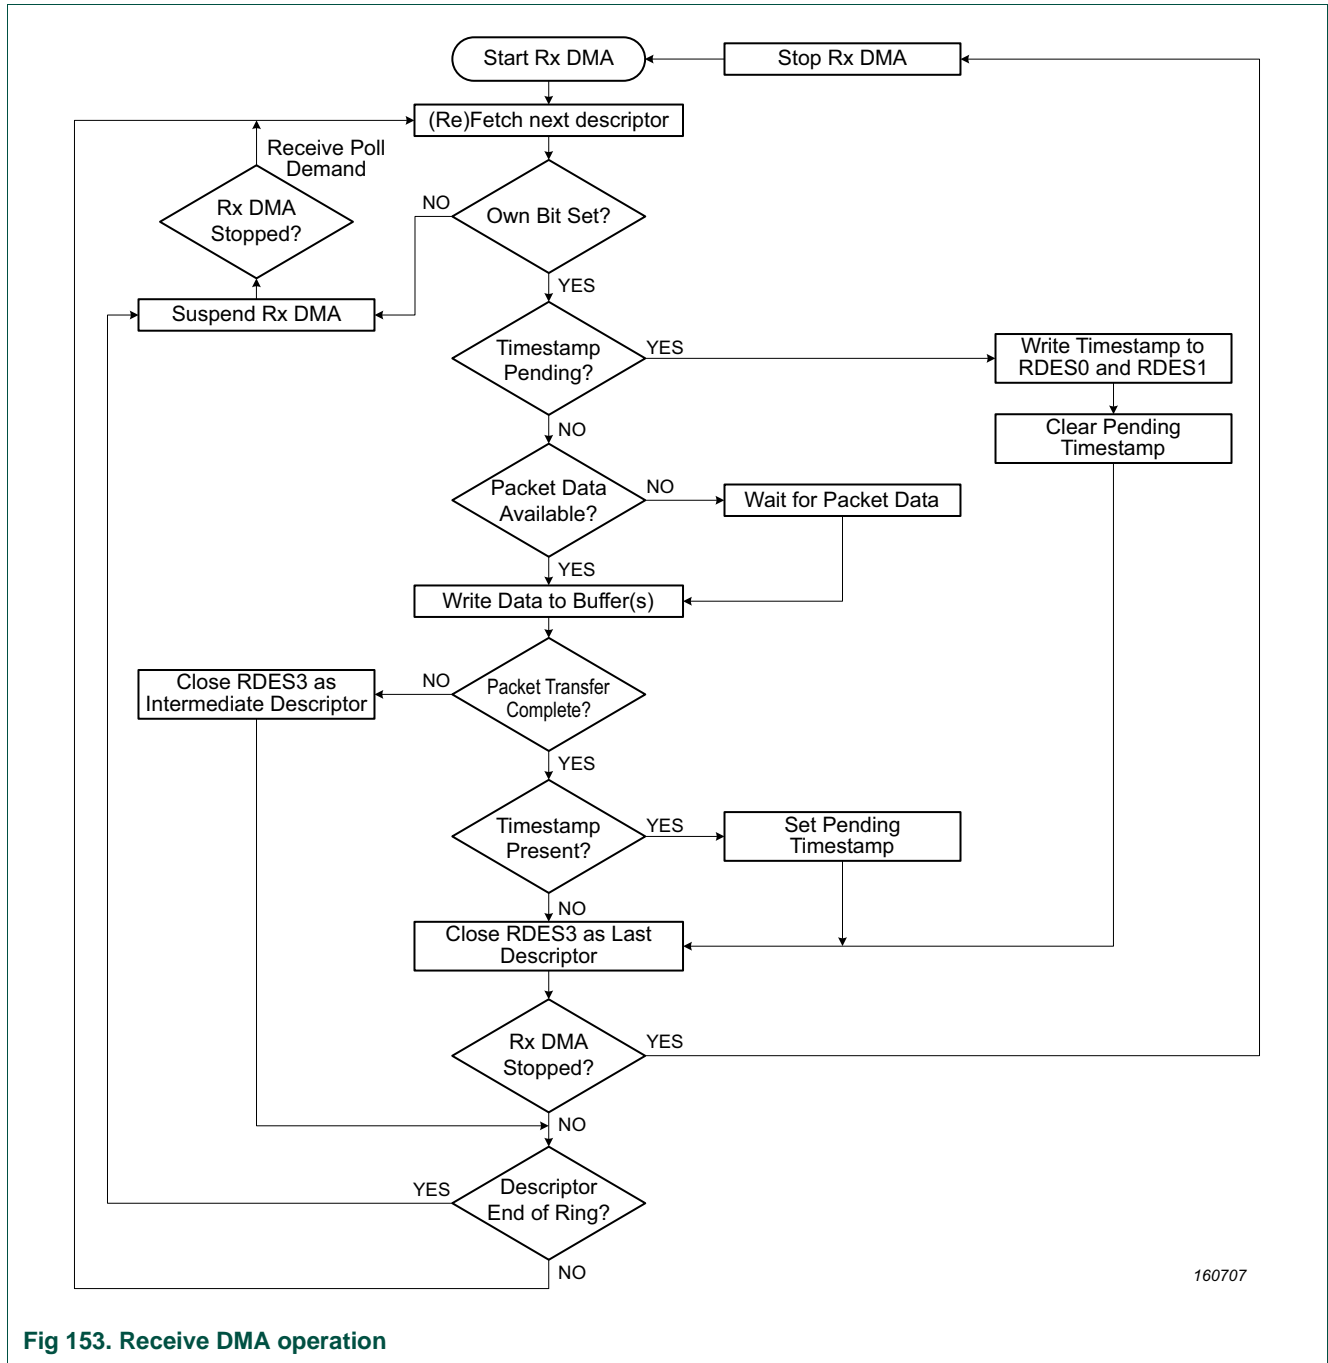 Start Rx DMA
Stop Rx DMA
(Re)Fetch next descriptor
Receive Poll
Demand
Rx DMA
Stopped?
NO
Own Bit Set?
YES
Suspend Rx DMA
Timestamp
Pending?
YES
Write Timestamp to
RDES0 and RDES1
NO
Clear Pending
Timestamp
Packet Data
Available?
NO
Wait for Packet Data
YES
Write Data to Buffer(s)
Close RDES3 as
Intermediate Descriptor
NO
Packet Transfer
Complete?
YES
Timestamp
Present?
YES
Set Pending
Timestamp
NO
Close RDES3 as Last
Descriptor
Rx DMA
Stopped?
YES
NO
YES
Descriptor
End of Ring?
NO
160707
Fig 153. Receive DMA operation